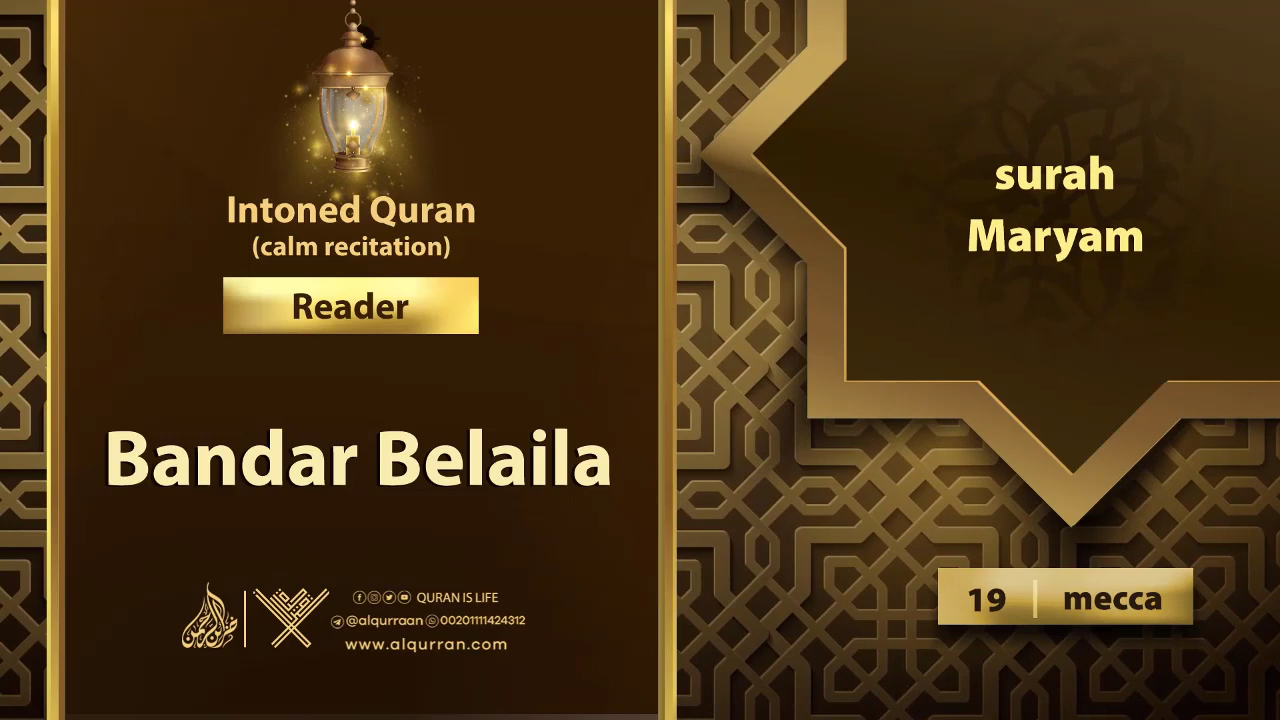 Intoned Quran
(calm recitation)
Reader
Bandar Belaila
QURAN IS LIFE
@alqurraan 00201111424312
www.alqurran.com
surah
Maryam
19 mecca